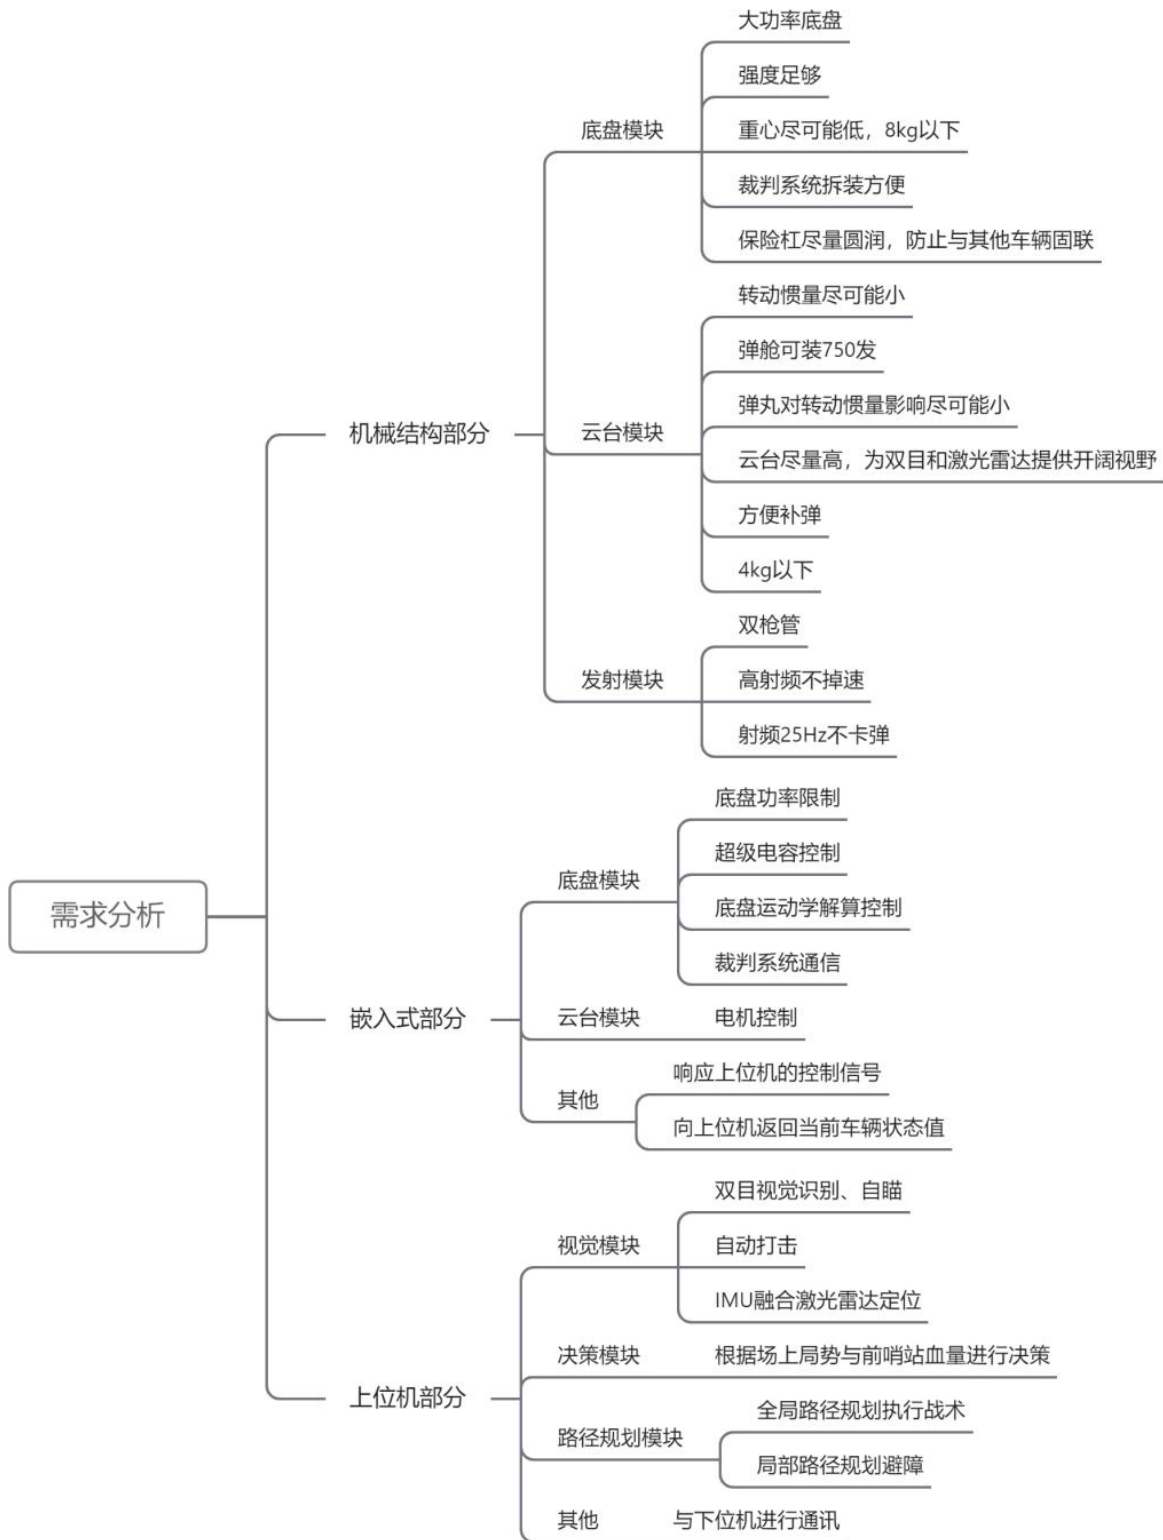 需求分析
机械结构部分
底盘模块
大功率底盘
强度足够
重心尽可能低，8kg以下
裁判系统拆装方便
保险杠尽量圆润，防止与其他车辆固联
云台模块
转动惯量尽可能小
弹舱可装750发
弹丸对转动惯量影响尽可能小
云台尽量高，为双目和激光雷达提供开阔视野
方便补弹
4kg以下
发射模块
双枪管
高射频不掉速
射频25Hz不卡弹
嵌入式部分
底盘模块
底盘功率限制
超级电容控制
底盘运动学解算控制
裁判系统通信
云台模块
电机控制
其他
响应上位机的控制信号
向上位机返回当前车辆状态值
上位机部分
视觉模块
双目视觉识别、自瞄
自动打击
IMU融合激光雷达定位
决策模块
根据场上局势与前哨站血量进行决策
路径规划模块
全局路径规划执行战术
局部路径规划避障
其他
与下位机进行通讯